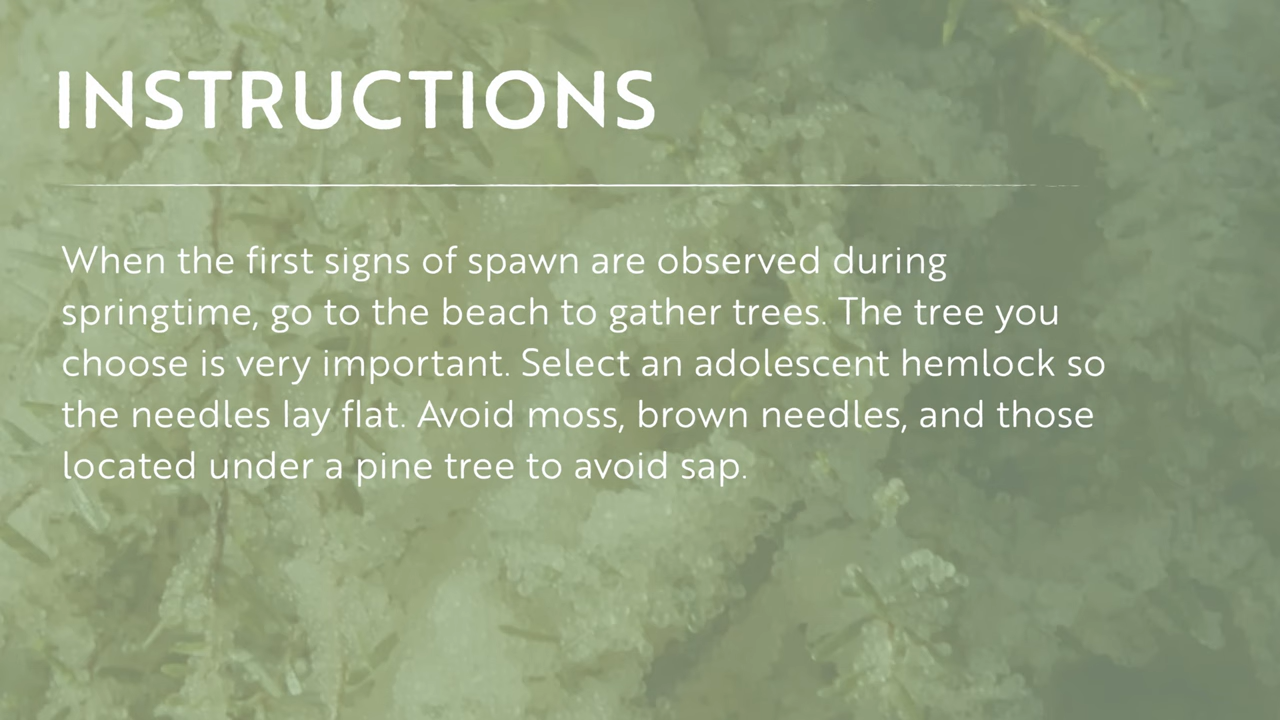 INSTRUCTIONS
When the first signs of spawn are observed during
springtime, go to the beach to gather trees. The tree you
choose is very important. Select an adolescent hemlock so
the needles lay flat. Avoid moss, brown needles, and those
located under a pine tree to avoid sap.